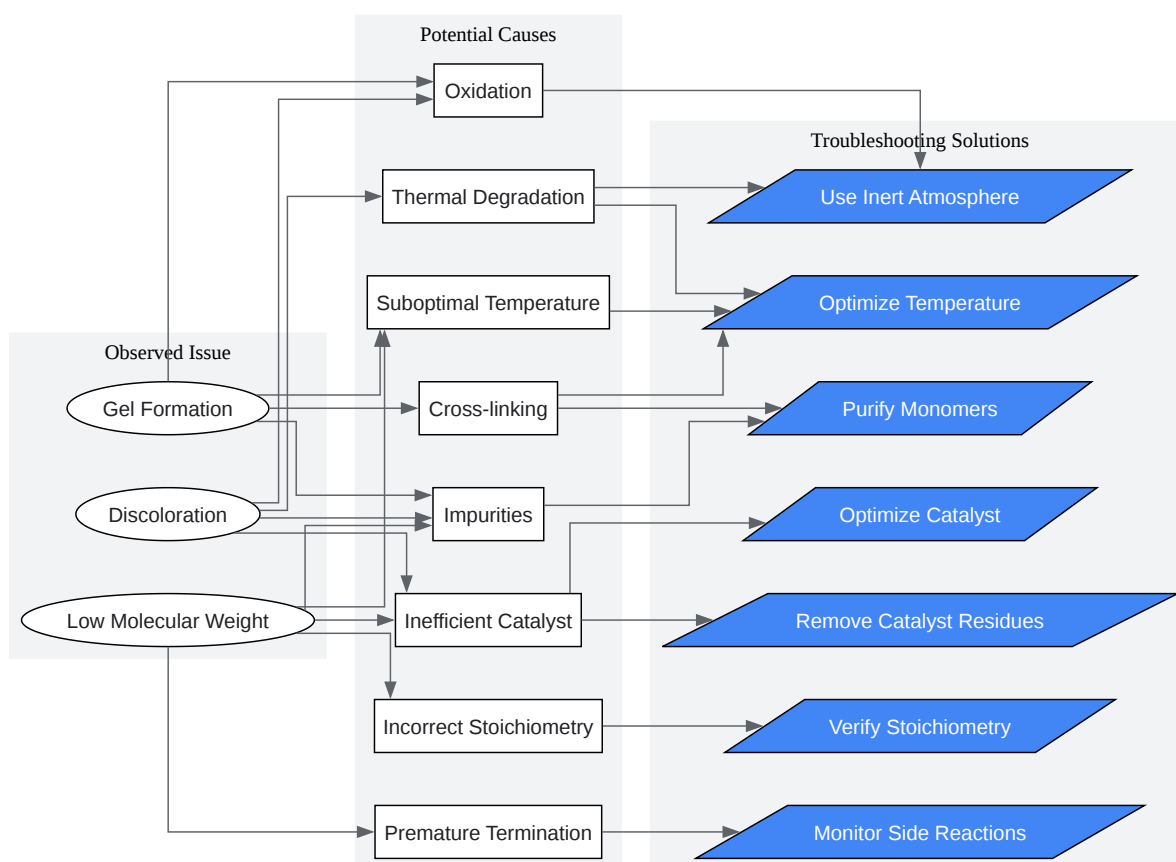 Potential Causes
Oxidation
Troubleshooting Solutions
Thermal Degradation
Use Inert Atmosphere
Suboptimal Temperature
Optimize Temperature
Observed Issue
Gel Formation
Cross-linking
Purify Monomers
Discoloration
Impurities
Optimize Catalyst
Low Molecular Weight
Inefficient Catalyst
Remove Catalyst Residues
Incorrect Stoichiometry
Verify Stoichiometry
Premature Termination
Monitor Side Reactions